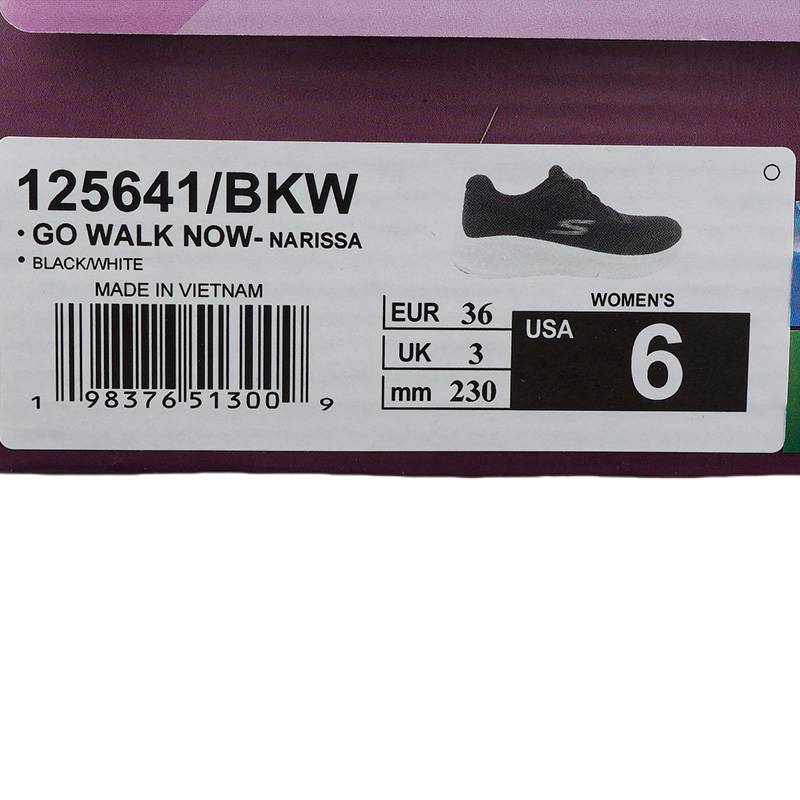 125641/BKW
• GO WALK NOW- NARISSA
• BLACK/WHITE
MADE IN VIETNAM
1 98376 51300 9
EUR 36
UK 3
mm 230
WOMEN'S
USA 6